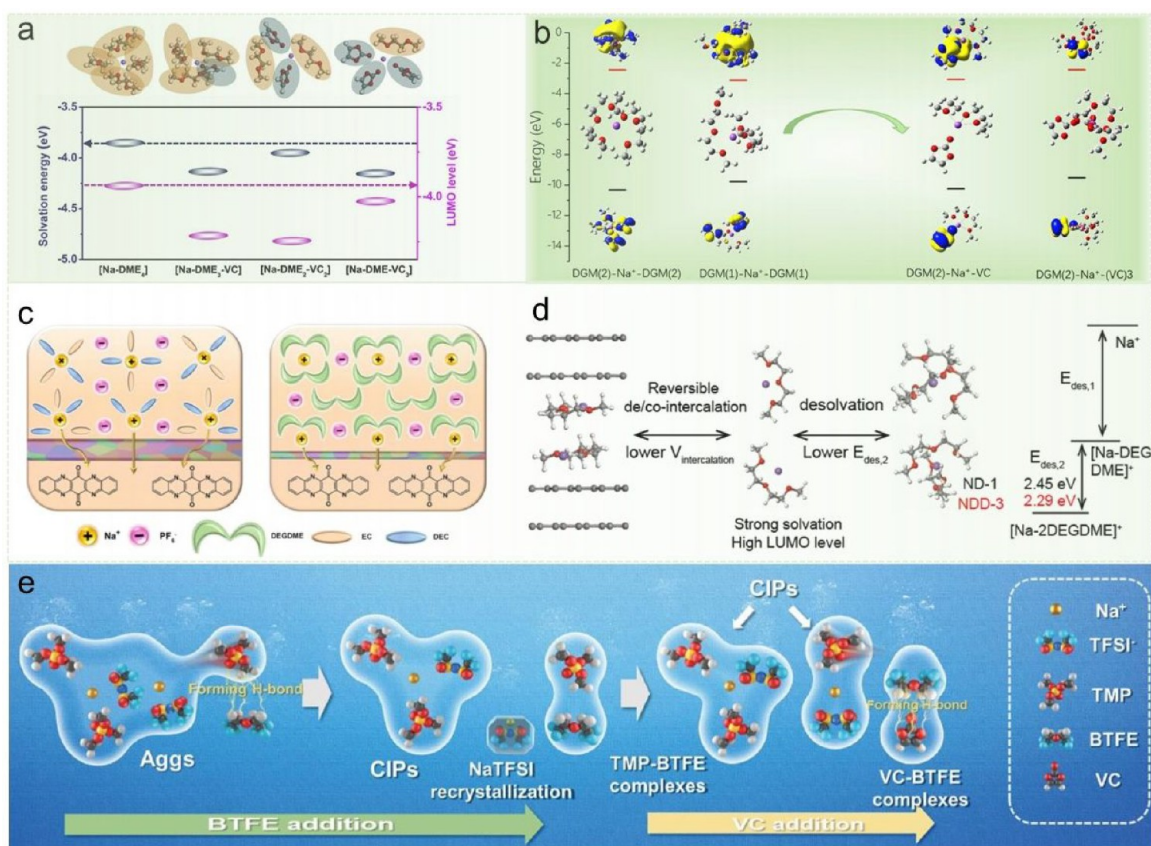 a
-3.5
-4.0
-4.5
-5.0
Solvation energy (eV)
-3.5
-4.0
LUMO level (eV)
[Na-DME₄]
[Na-DME₃-VC]
[Na-DME₂-VC₂]
[Na-DME-VC₃]
b
0
-2
-4
-6
-8
-10
-12
-14
Energy (eV)
DGM(2)-Na⁺-DGM(2)
DGM(1)-Na⁺-DGM(1)
DGM(2)-Na⁺-VC
DGM(2)-Na⁺-(VC)3
c
Na⁺
PF₆⁻
DEGDME
EC
DEC
d
Reversible
de/co-intercalation
lower V intercalation
desolvation
Lower E des,2
Strong solvation
High LUMO level
ND-1
NDD-3
Na⁺
E des,1
[Na-DEG
DME]⁺
E des,2
2.45 eV
2.29 eV
[Na-2DEGDME]⁺
e
Forming H-bond
Aggs
CIPs
NaTFSI
recrystallization
TMP-BTFE
complexes
CIPs
Forming H-bond
VC-BTFE
complexes
BTFE addition
VC addition
Na⁺
TFSI⁻
TMP
BTFE
VC